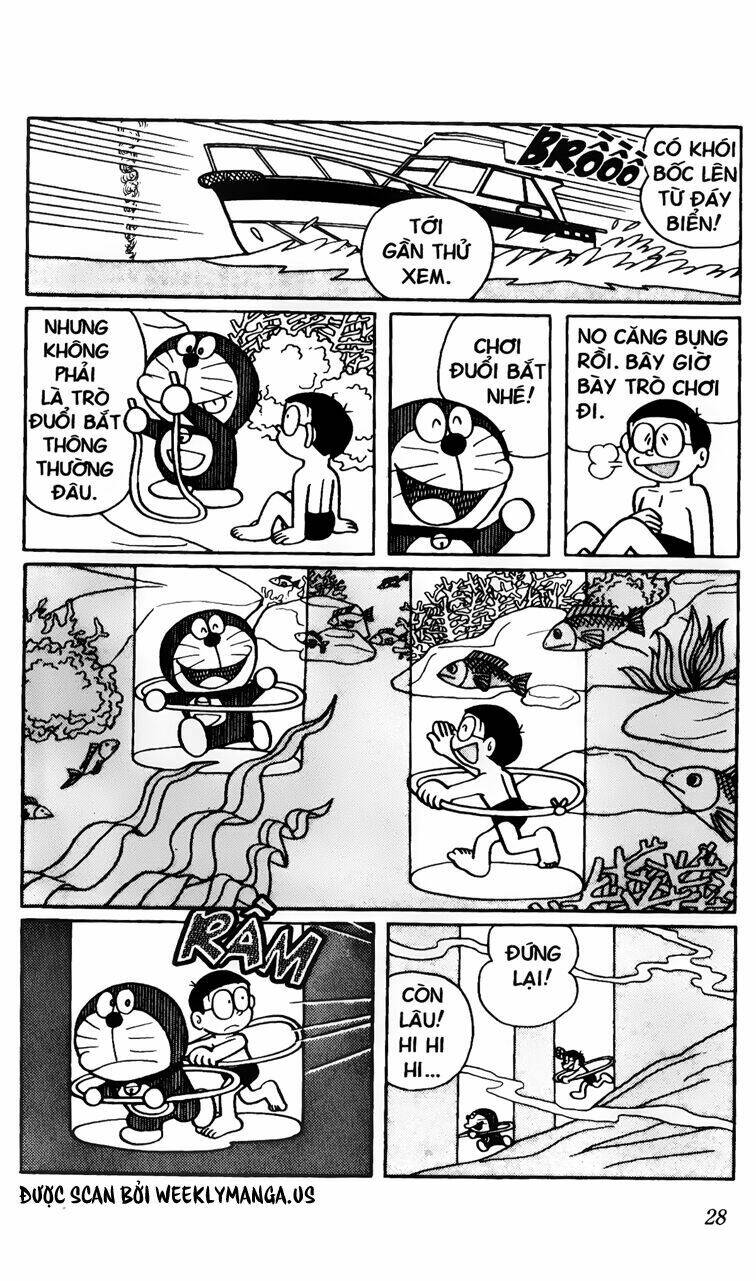 CÓ KHÓI
BỐC LÊN
TỪ ĐÁY
BIỂN!
BRỒỒỒ
TỚI
GẦN THỬ
XEM.
NO CĂNG BỤNG
RỒI. BÂY GIỜ
BÀY TRÒ CHƠI
ĐI.
CHƠI
ĐUỔI BẮT
NHÉ!
NHƯNG
KHÔNG
PHẢI
LÀ TRÒ
ĐUỔI BẮT
THÔNG
THƯỜNG
ĐÂU.
ĐỨNG
LẠI!
CÒN
LÂU!
HI HI
HI...
RẦM
ĐƯỢC SCAN BỞI WEEKLYMANGA.US
28